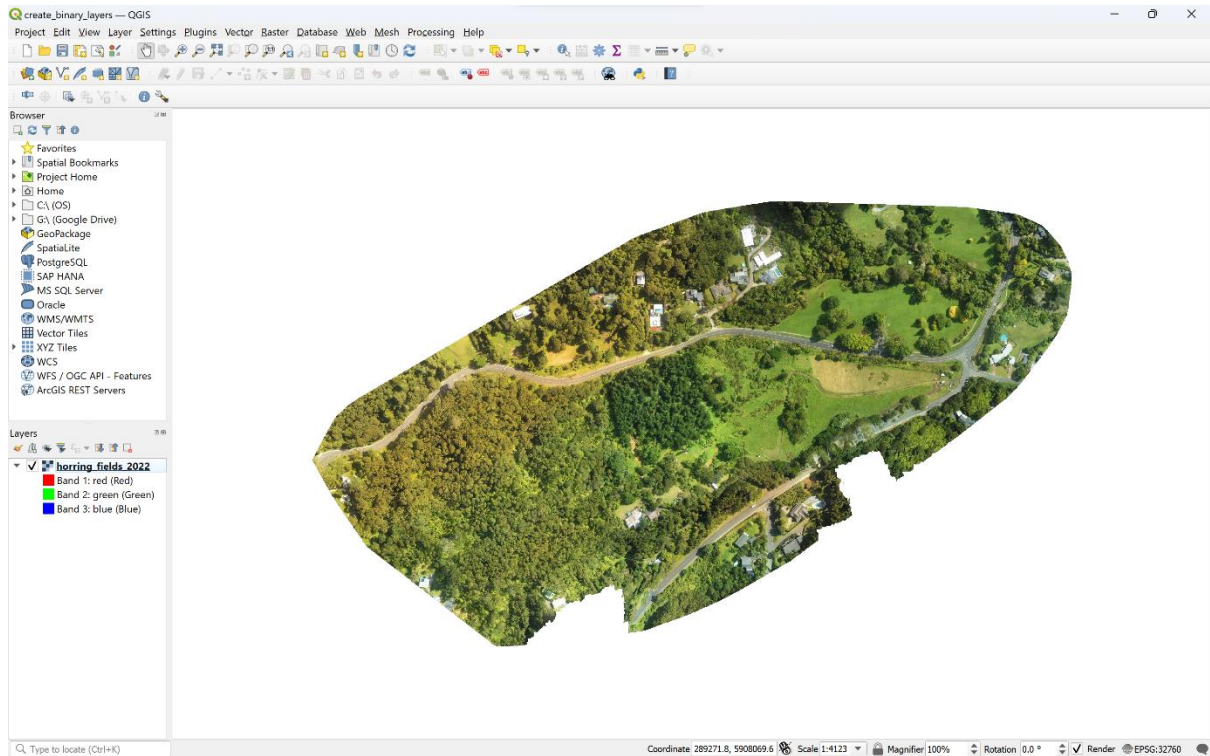 create_binary_layers — QGIS
Project Edit View Layer Settings Plugins Vector Raster Database Web Mesh Processing Help
Browser
Favorites
Spatial Bookmarks
Project Home
Home
C:\ (OS)
G:\ (Google Drive)
GeoPackage
SpatiaLite
PostgreSQL
SAP HANA
MS SQL Server
Oracle
WMS/WMTS
Vector Tiles
XYZ Tiles
WCS
WFS / OGC API - Features
ArcGIS REST Servers
Layers
horring_fields_2022
Band 1: red (Red)
Band 2: green (Green)
Band 3: blue (Blue)
Type to locate (Ctrl+K) Coordinate 289271.8, 5908069.6 Scale 1:4123 Magnifier 100% Rotation 0.0 ° Render EPSG:32760